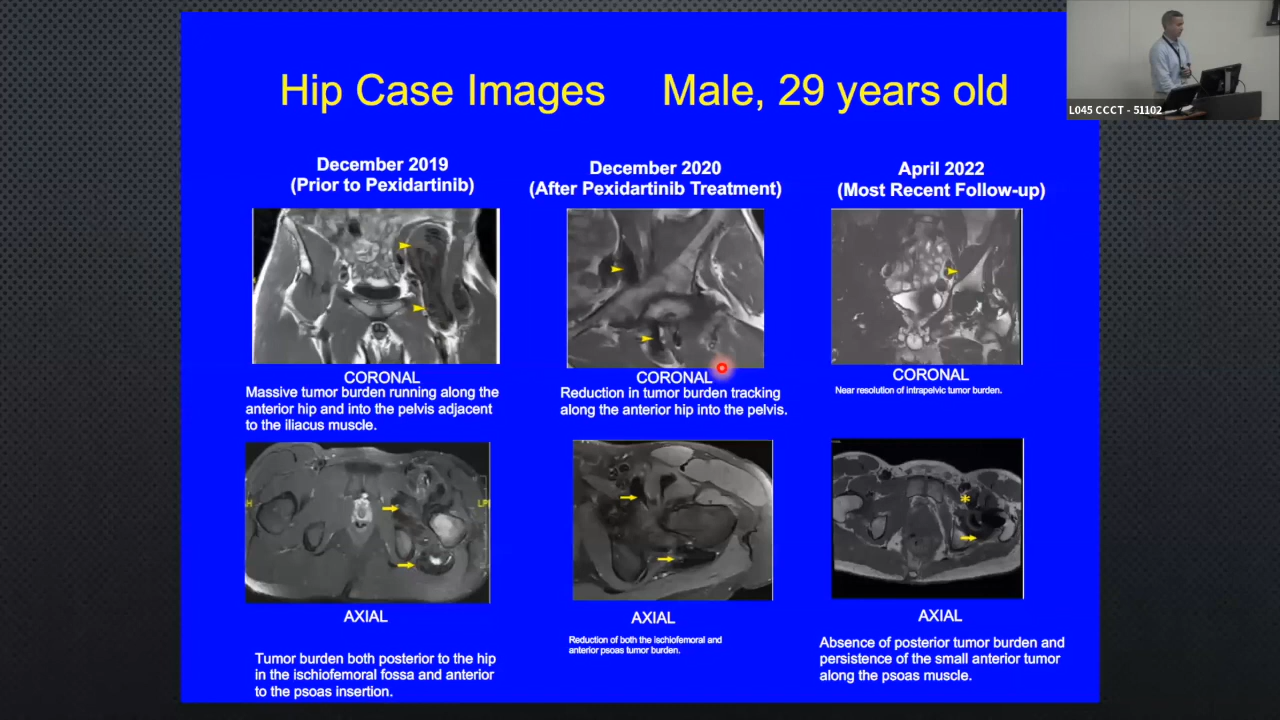 Hip Case Images Male, 29 years old
L045 CCCT - 51102
December 2019
(Prior to Pexidartinib)
December 2020
(After Pexidartinib Treatment)
April 2022
(Most Recent Follow-up)
CORONAL
Massive tumor burden running along the
anterior hip and into the pelvis adjacent
to the iliacus muscle.
CORONAL
Reduction in tumor burden tracking
along the anterior hip into the pelvis.
CORONAL
Near resolution of intrapelvic tumor burden.
H
LPI
*
AXIAL
Tumor burden both posterior to the hip
in the ischiofemoral fossa and anterior
to the psoas insertion.
AXIAL
Reduction of both the ischiofemoral and
anterior psoas tumor burden.
AXIAL
Absence of posterior tumor burden and
persistence of the small anterior tumor
along the psoas muscle.